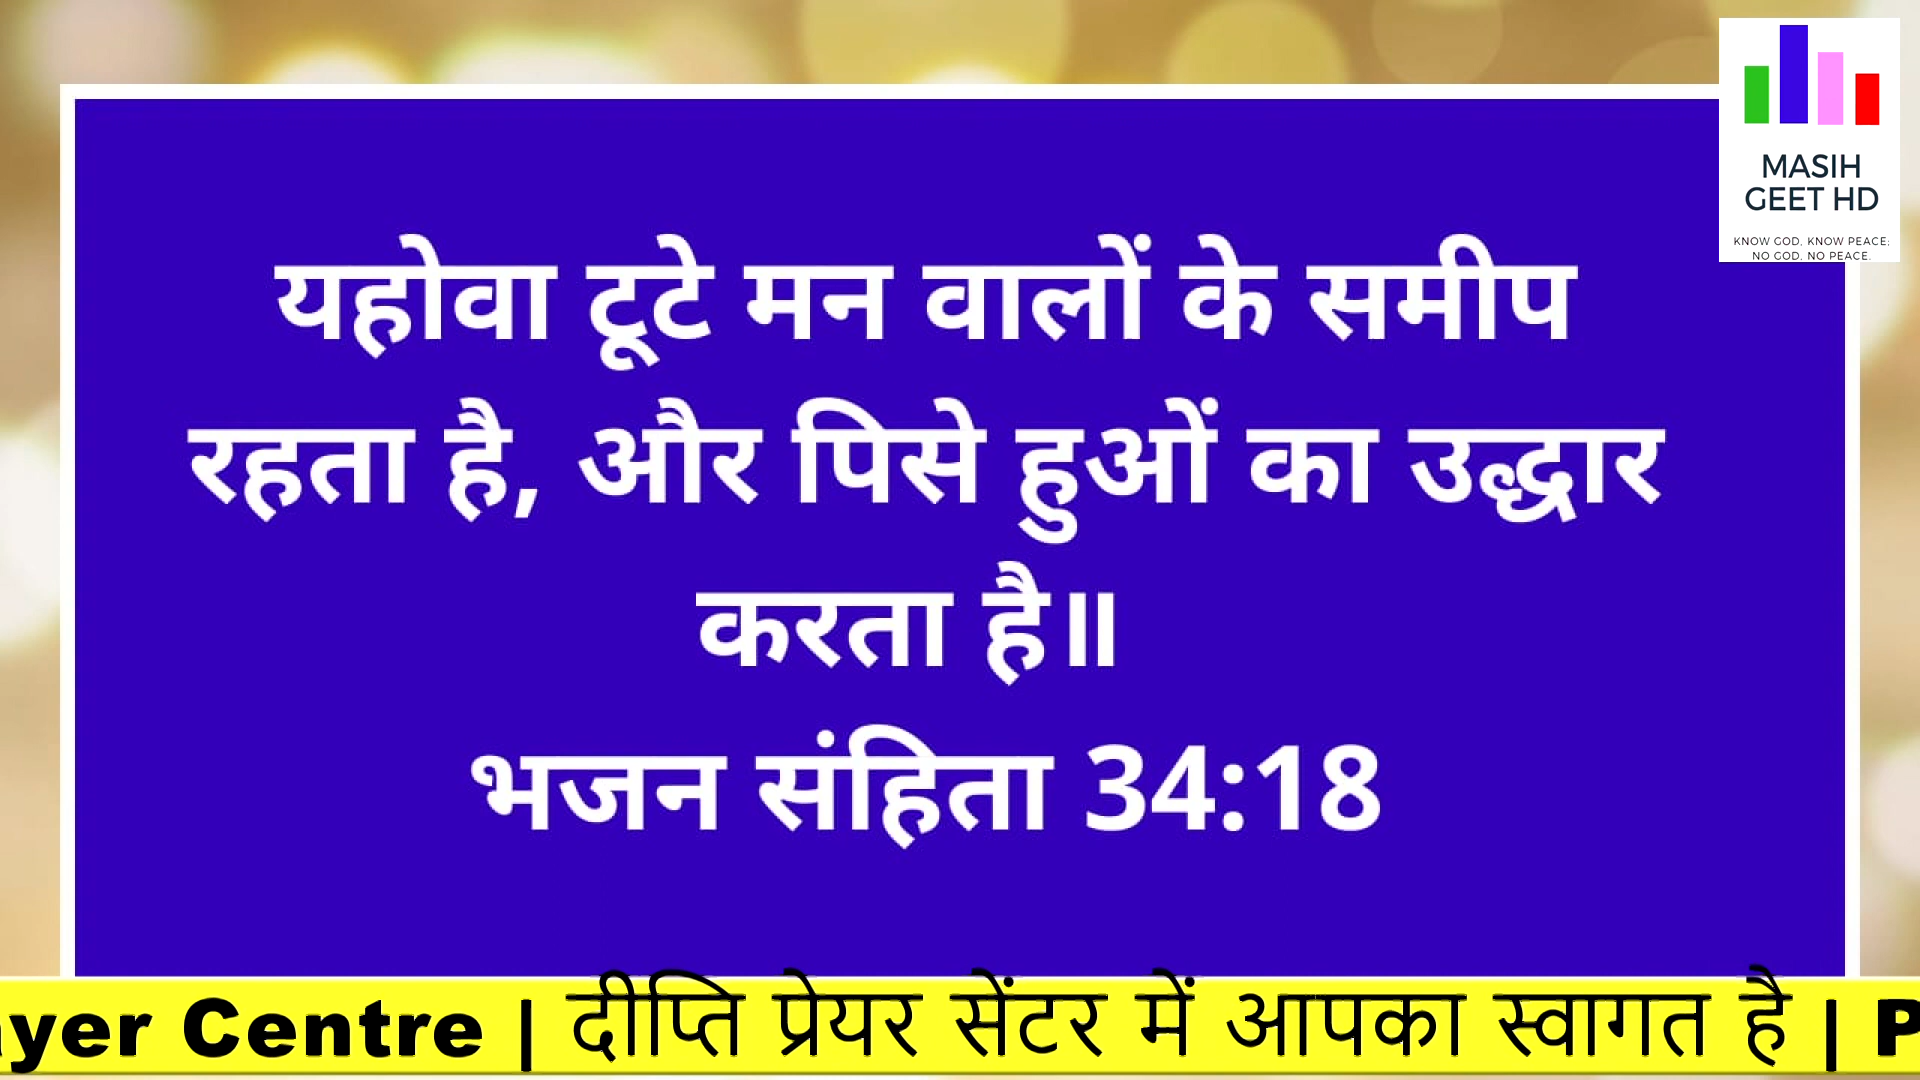 MASIH
GEET HD
KNOW GOD, KNOW PEACE;
NO GOD, NO PEACE.
यहोवा टूटे मन वालों के समीप
रहता है, और पिसे हुओं का उद्धार
करता है॥
भजन संहिता 34:18
Centre | दीप्ति प्रेयर सेंटर में आपका स्वागत है |